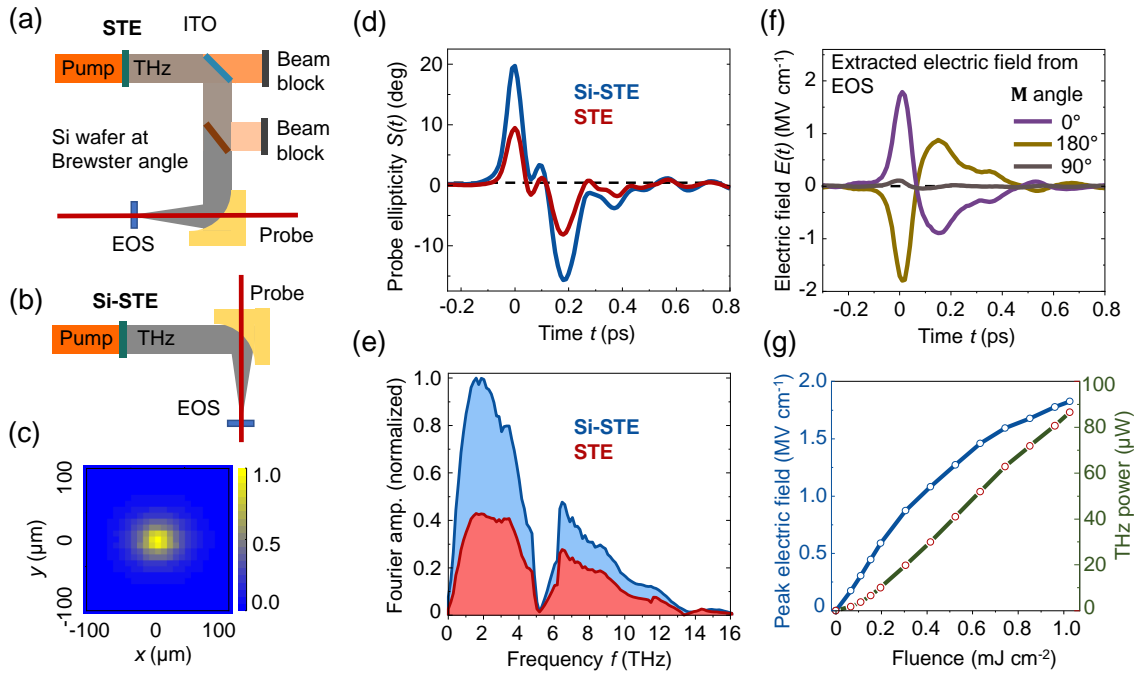 (a)
STE
ITO
Pump
THz
Beam
block
Si wafer at
Brewster angle
Beam
block
EOS
Probe
(b)
Si-STE
Probe
Pump
THz
EOS
(c)
100
0
-100
y (µm)
-100
0
100
x (µm)
1.0
0.5
0.0
(d)
Probe ellipticity S(t) (deg)
20
10
0
-10
Si-STE
STE
-0.2
0
0.2
0.4
0.6
0.8
Time t (ps)
(e)
Fourier amp. (normalized)
1.0
0.8
0.6
0.4
0.2
0
Si-STE
STE
0
2
4
6
8
10
12
14
16
Frequency f (THz)
(f)
Electric field E(t) (MV cm-1)
2
1
0
-1
-2
Extracted electric field from
EOS
M angle
0°
180°
90°
-0.2
0
0.2
0.4
0.6
0.8
Time t (ps)
(g)
Peak electric field (MV cm-1)
2.0
1.5
1.0
0.5
0
100
80
60
40
20
0
THz power (µW)
0
0.2
0.4
0.6
0.8
1.0
Fluence (mJ cm-2)